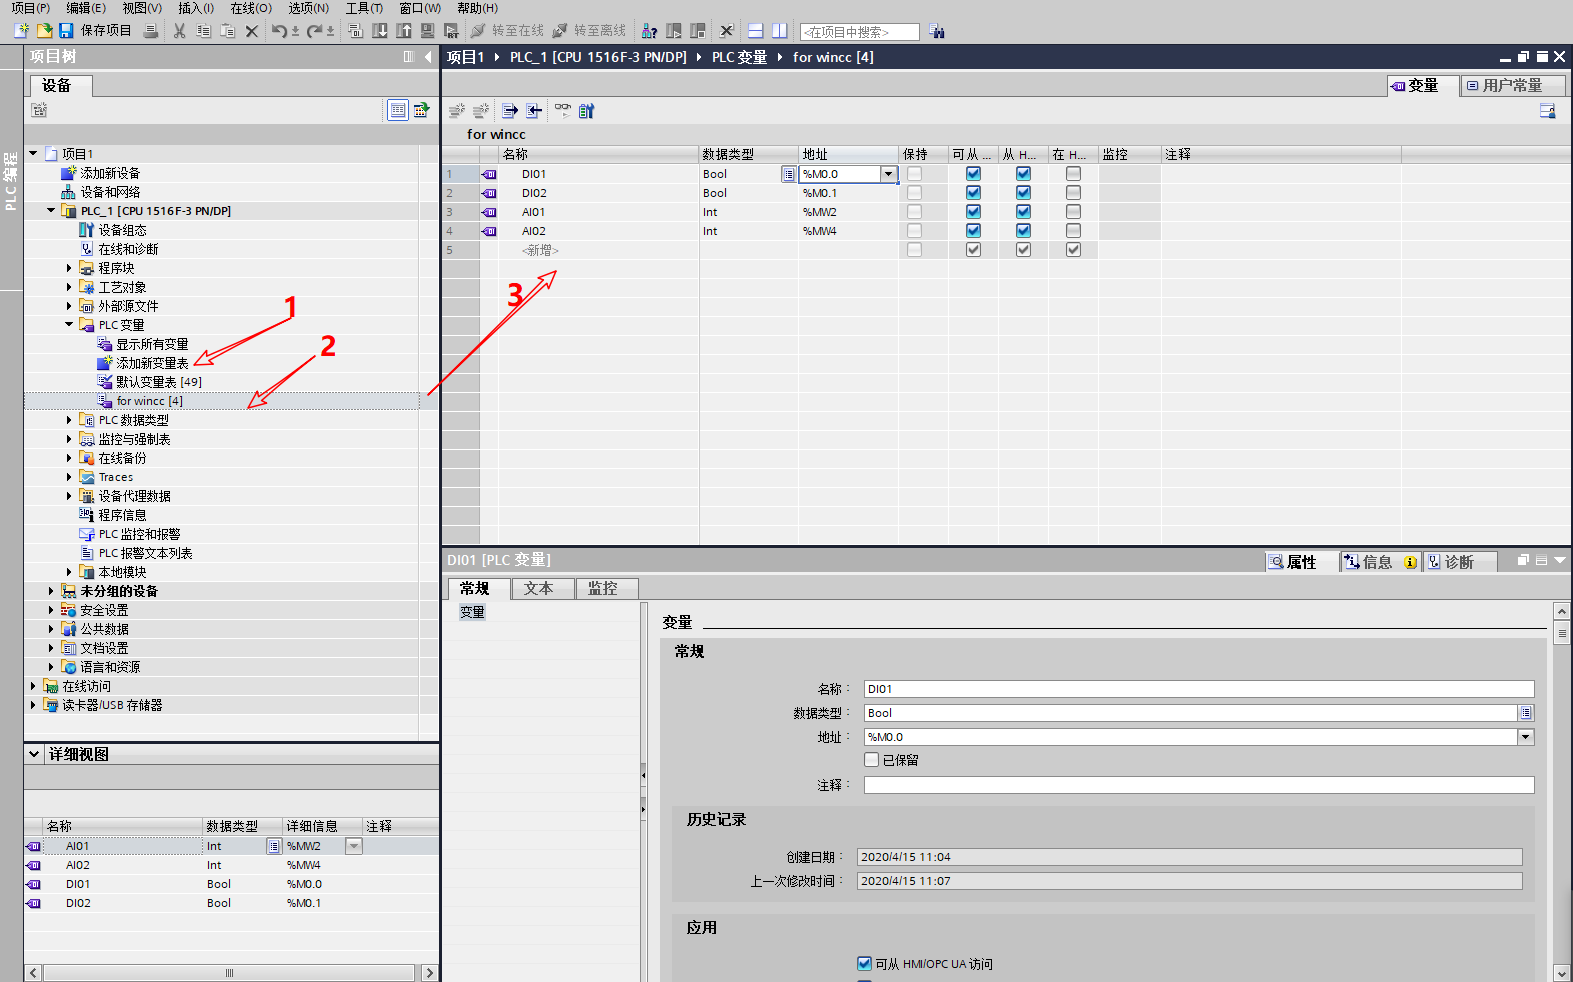 项目(P) 编辑(E) 视图(V) 插入(I) 在线(O) 选项(N) 工具(T) 窗口(W) 帮助(H)
保存项目 转至在线 转至离线 <在项目中搜索>
项目树
项目1 PLC_1 [CPU 1516F-3 PN/DP] PLC 变量 for wincc [4]
设备
变量 用户常量
PLC 编程
for wincc
名称 数据类型 地址 保持 可从 ... 从 H... 在 H... 监控 注释
1 DI01 Bool %M0.0
2 DI02 Bool %M0.1
3 AI01 Int %MW2
4 AI02 Int %MW4
5 <新增>
项目1
添加新设备
设备和网络
PLC_1 [CPU 1516F-3 PN/DP]
设备组态
在线和诊断
程序块
工艺对象
外部源文件
PLC 变量
显示所有变量
添加新变量表
默认变量表 [49]
for wincc [4]
PLC 数据类型
监控与强制表
在线备份
Traces
设备代理数据
程序信息
PLC 监控和报警
PLC 报警文本列表
本地模块
未分组的设备
安全设置
公共数据
文档设置
语言和资源
在线访问
读卡器/USB 存储器
1
2
3
详细视图
名称 数据类型 详细信息 注释
AI01 Int %MW2
AI02 Int %MW4
DI01 Bool %M0.0
DI02 Bool %M0.1
DI01 [PLC 变量]
属性 信息 诊断
常规 文本 监控
变量
变量
常规
名称： DI01
数据类型： Bool
地址： %M0.0
已保留
注释：
历史记录
创建日期： 2020/4/15 11:04
上一次修改时间： 2020/4/15 11:07
应用
可从 HMI/OPC UA 访问